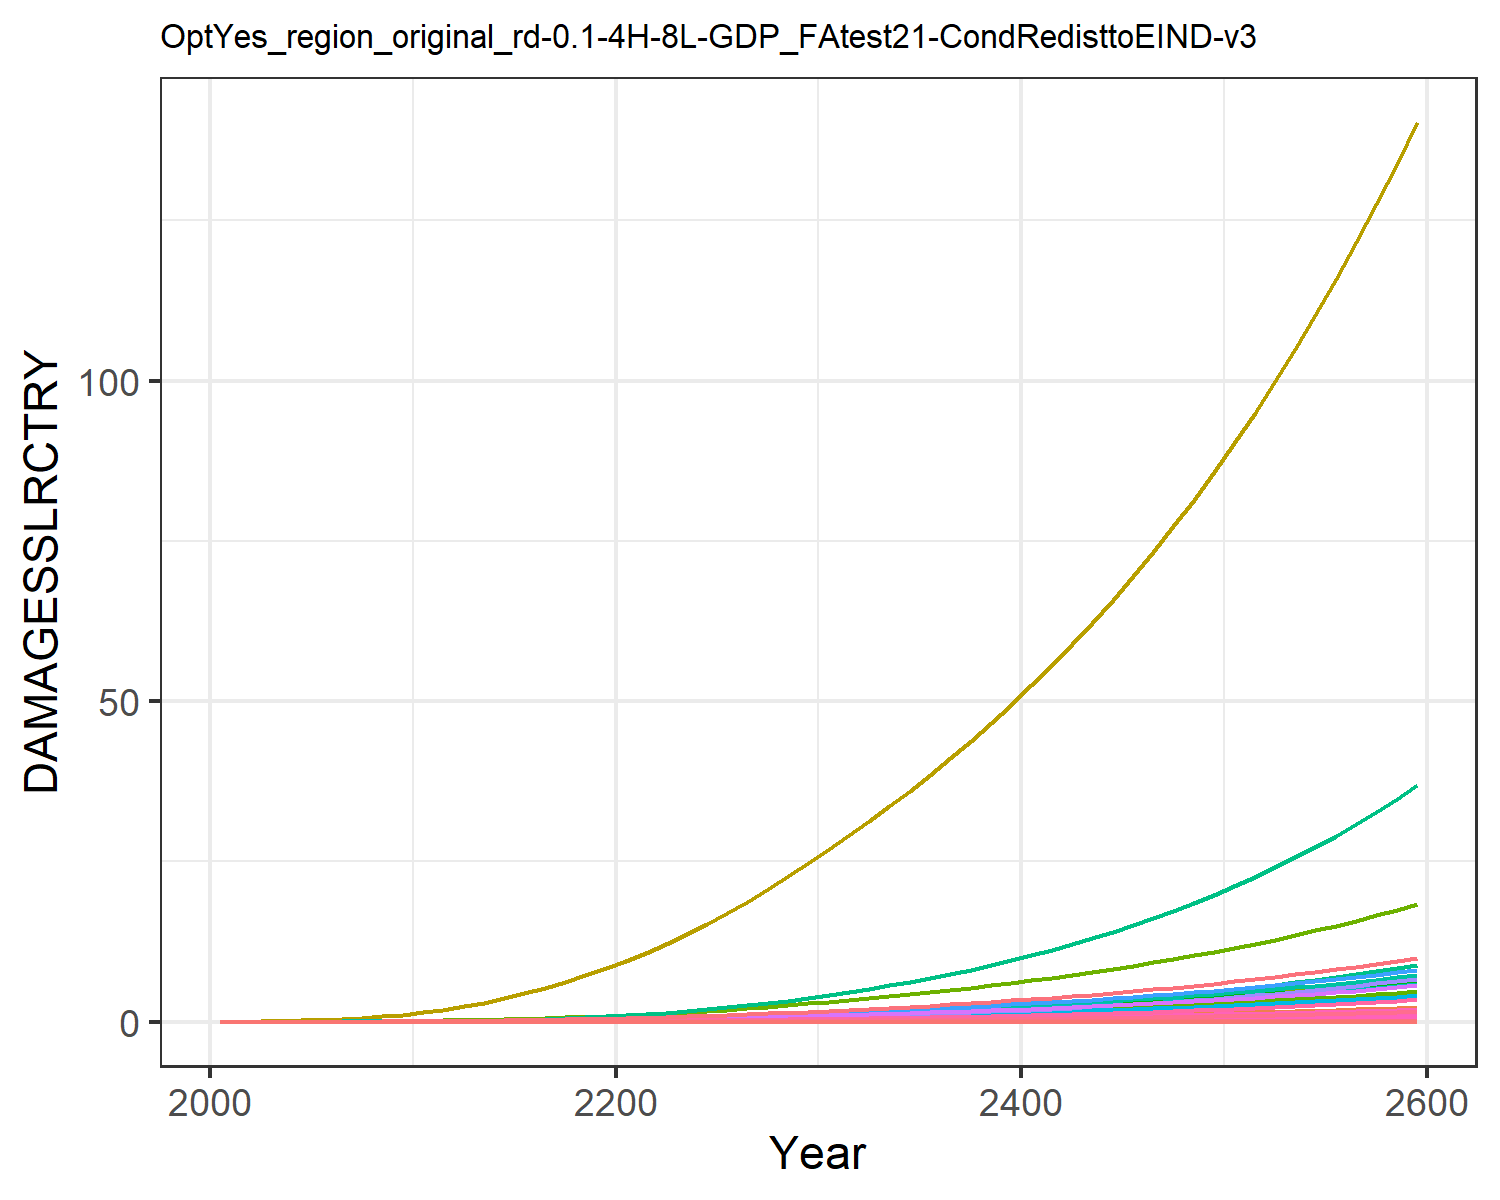 OptYes_region_original_rd-0.1-4H-8L-GDP_FAtest21-CondRedisttoEIND-v3
DAMAGESSLRCTRY
100
50
0
2000
2200
2400
2600
Year